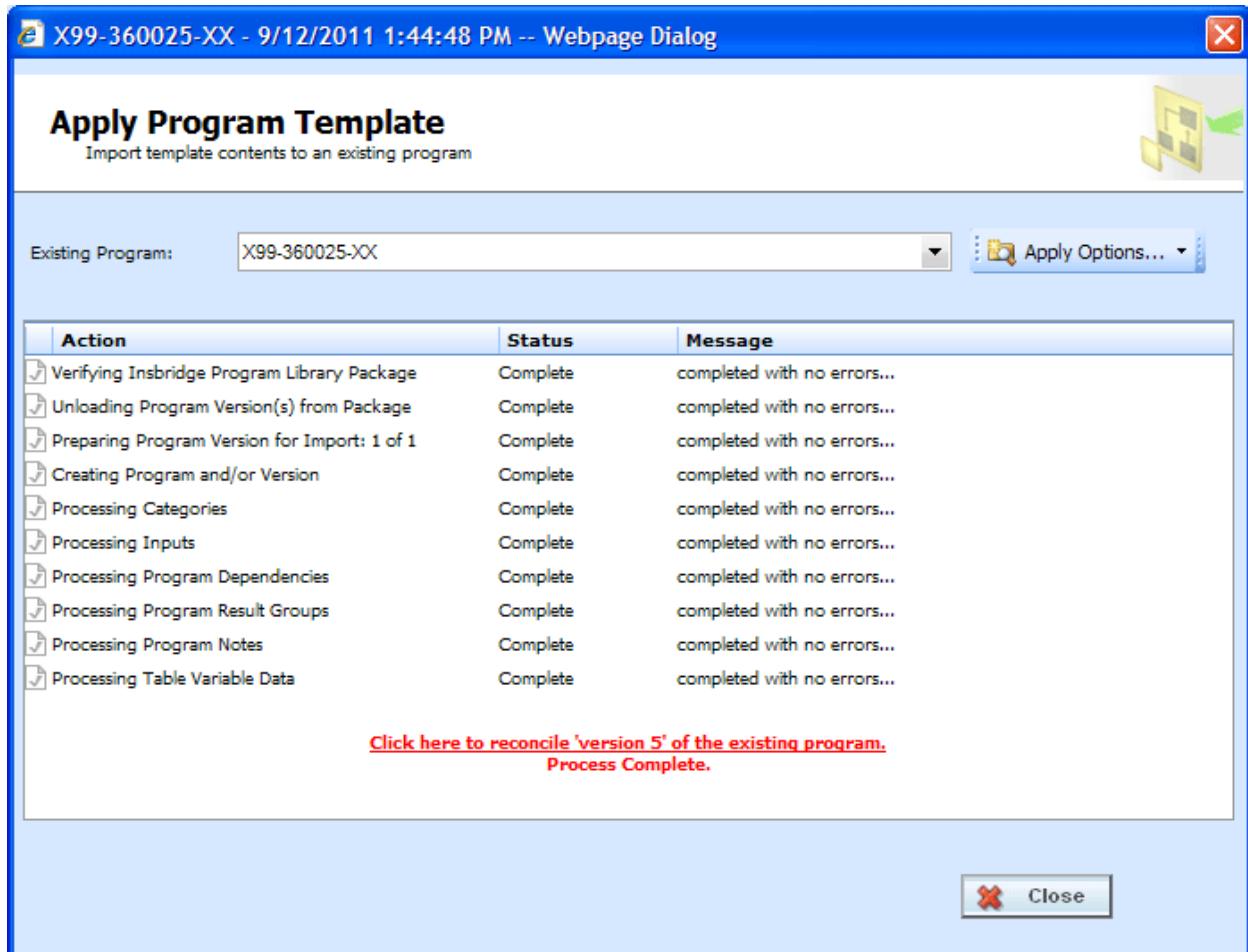 X99-360025-XX - 9/12/2011 1:44:48 PM -- Webpage Dialog
Apply Program Template
Import template contents to an existing program
Existing Program: X99-360025-XX Apply Options...
Action Status Message
Verifying Insbridge Program Library Package Complete completed with no errors...
Unloading Program Version(s) from Package Complete completed with no errors...
Preparing Program Version for Import: 1 of 1 Complete completed with no errors...
Creating Program and/or Version Complete completed with no errors...
Processing Categories Complete completed with no errors...
Processing Inputs Complete completed with no errors...
Processing Program Dependencies Complete completed with no errors...
Processing Program Result Groups Complete completed with no errors...
Processing Program Notes Complete completed with no errors...
Processing Table Variable Data Complete completed with no errors...
Click here to reconcile 'version 5' of the existing program.
Process Complete.
Close